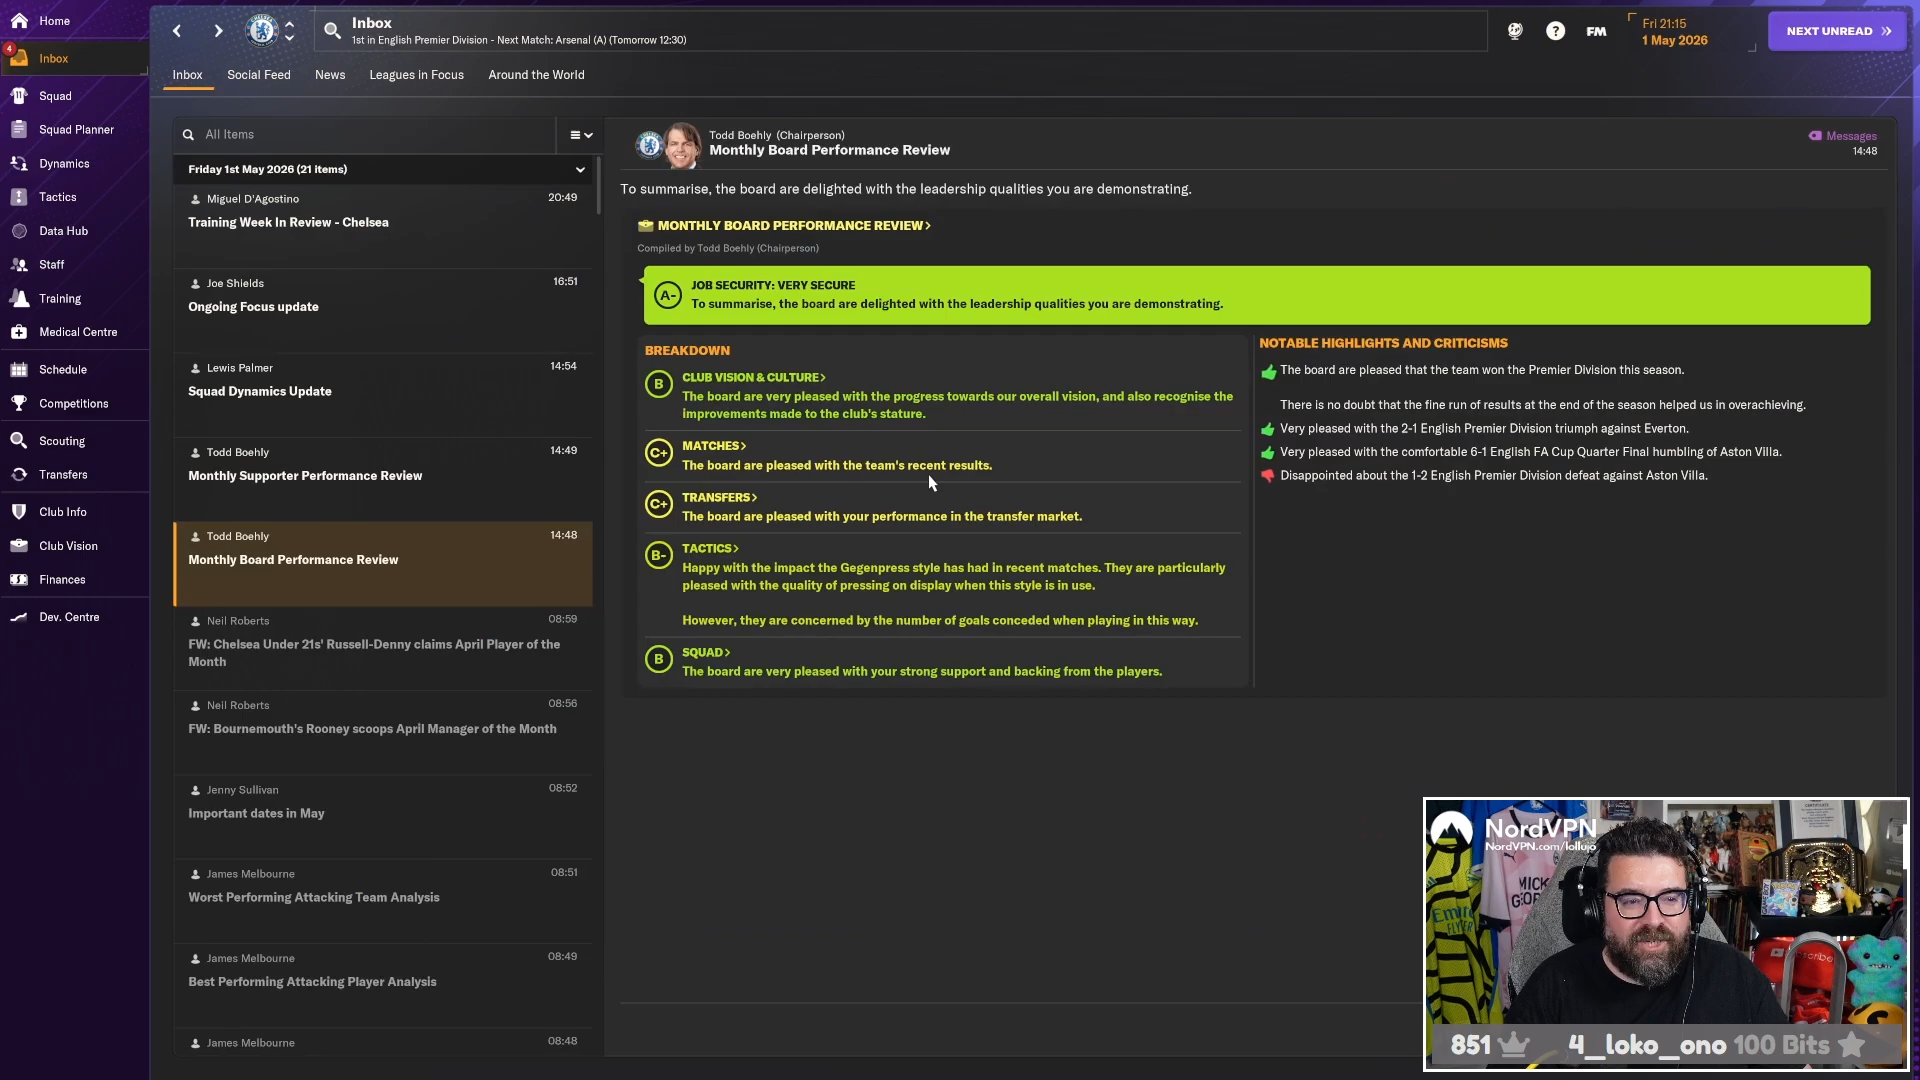 Home
4
Inbox
Squad
Squad Planner
Dynamics
Tactics
Data Hub
Staff
Training
Medical Centre
Schedule
Competitions
Scouting
Transfers
Club Info
Club Vision
Finances
Dev. Centre
Inbox
1st in English Premier Division - Next Match: Arsenal (A) (Tomorrow 12:30)
FM
Fri 21:15
1 May 2026
NEXT UNREAD
Inbox Social Feed News Leagues in Focus Around the World
All Items
Friday 1st May 2026 (21 items)
Miguel D'Agostino 20:49
Training Week In Review - Chelsea
Joe Shields 16:51
Ongoing Focus update
Lewis Palmer 14:54
Squad Dynamics Update
Todd Boehly 14:49
Monthly Supporter Performance Review
Todd Boehly 14:48
Monthly Board Performance Review
Neil Roberts 08:59
FW: Chelsea Under 21s' Russell-Denny claims April Player of the
Month
Neil Roberts 08:56
FW: Bournemouth's Rooney scoops April Manager of the Month
Jenny Sullivan 08:52
Important dates in May
James Melbourne 08:51
Worst Performing Attacking Team Analysis
James Melbourne 08:49
Best Performing Attacking Player Analysis
James Melbourne 08:48
Todd Boehly (Chairperson)
Monthly Board Performance Review
Messages
14:48
To summarise, the board are delighted with the leadership qualities you are demonstrating.
MONTHLY BOARD PERFORMANCE REVIEW>
Compiled by Todd Boehly (Chairperson)
A-
JOB SECURITY: VERY SECURE
To summarise, the board are delighted with the leadership qualities you are demonstrating.
BREAKDOWN
B
CLUB VISION & CULTURE>
The board are very pleased with the progress towards our overall vision, and also recognise the
improvements made to the club's stature.
C+
MATCHES>
The board are pleased with the team's recent results.
C+
TRANSFERS>
The board are pleased with your performance in the transfer market.
B-
TACTICS>
Happy with the impact the Gegenpress style has had in recent matches. They are particularly
pleased with the quality of pressing on display when this style is in use.
However, they are concerned by the number of goals conceded when playing in this way.
B
SQUAD>
The board are very pleased with your strong support and backing from the players.
NOTABLE HIGHLIGHTS AND CRITICISMS
The board are pleased that the team won the Premier Division this season.
There is no doubt that the fine run of results at the end of the season helped us in overachieving.
Very pleased with the 2-1 English Premier Division triumph against Everton.
Very pleased with the comfortable 6-1 English FA Cup Quarter Final humbling of Aston Villa.
Disappointed about the 1-2 English Premier Division defeat against Aston Villa.
NordVPN
NordVPN.com/lollujo
MICK
851 4_loko_ono 100 Bits